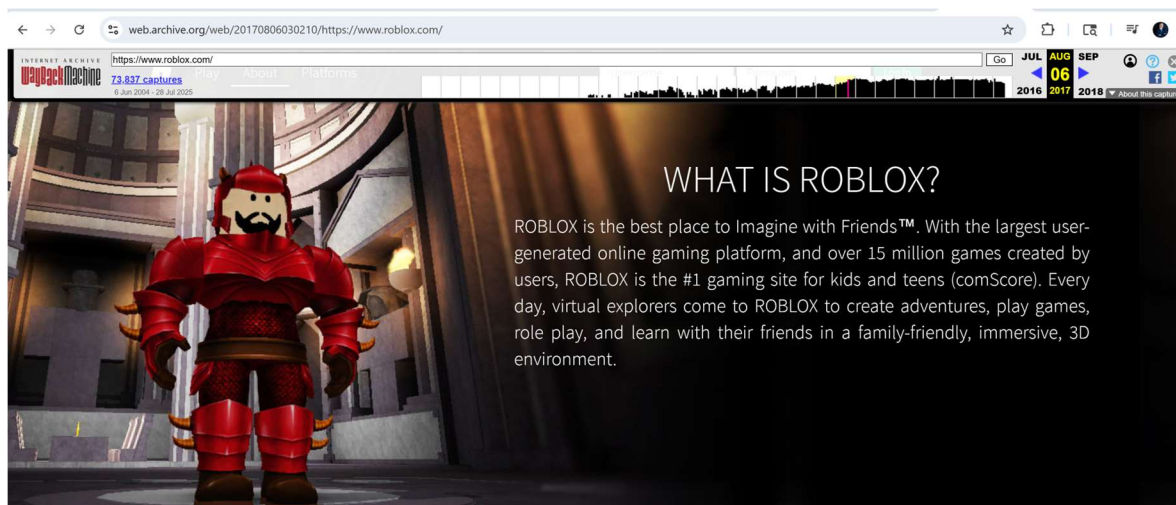 web.archive.org/web/20170806030210/https://www.roblox.com/
INTERNET ARCHIVE
WayBackMachine
https://www.roblox.com/
Go
JUL AUG SEP
73,837 captures
06
6 Jun 2004 - 28 Jul 2025
2016 2017 2018
About this capture
Play About Platforms
WHAT IS ROBLOX?
ROBLOX is the best place to Imagine with Friends™. With the largest user-
generated online gaming platform, and over 15 million games created by
users, ROBLOX is the #1 gaming site for kids and teens (comScore). Every
day, virtual explorers come to ROBLOX to create adventures, play games,
role play, and learn with their friends in a family-friendly, immersive, 3D
environment.